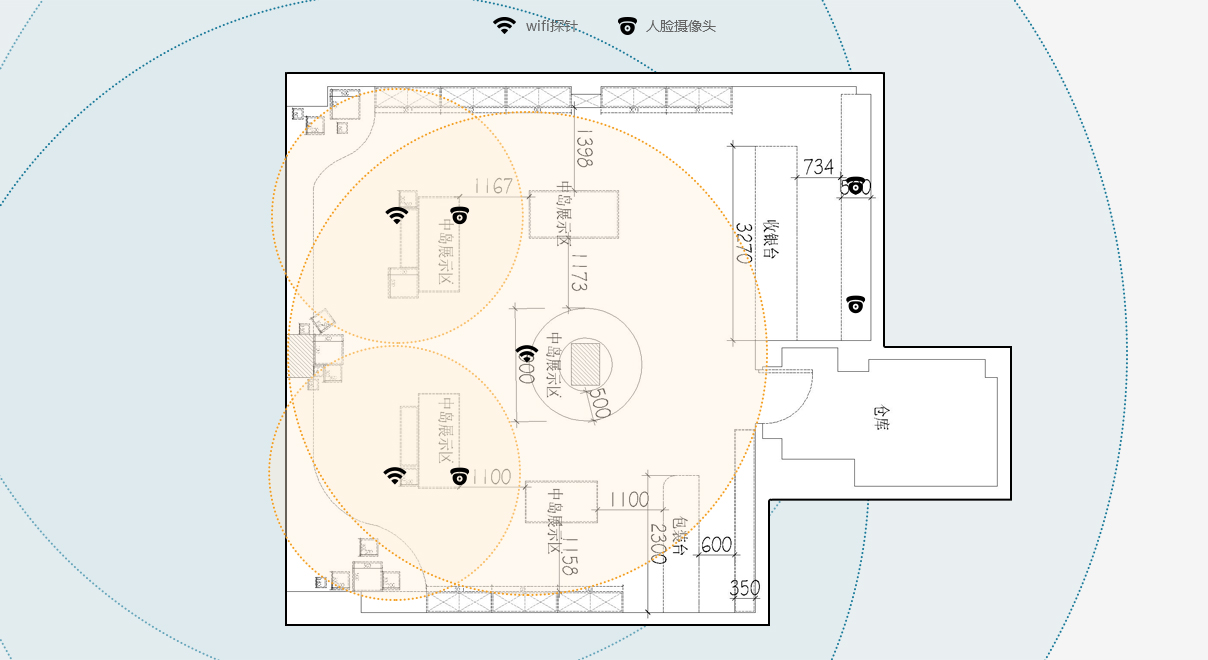 wifi探针
人脸摄像头
1398
1167
中岛展示区
734
中岛展示区
3270
收银台
1173
中岛展示区
500
中岛展示区
仓库
1100
中岛展示区
1158
1100
2300
包装台
600
350